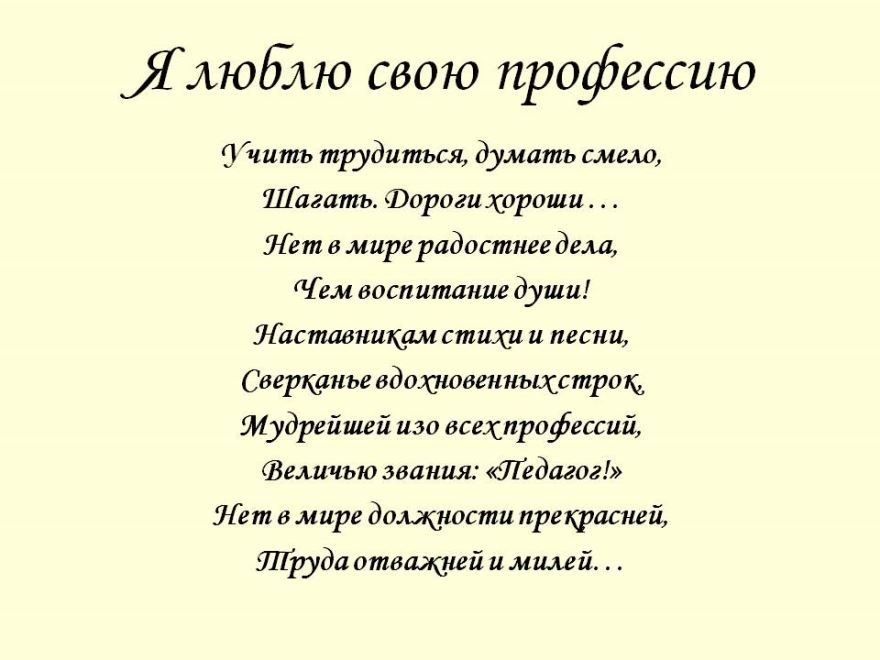 Я люблю свою профессию
Учить трудиться, думать смело,
Шагать. Дороги хороши …
Нет в мире радостнее дела,
Чем воспитание души!
Наставникам стихи и песни,
Сверканье вдохновенных строк,
Мудрейшей изо всех профессий,
Величью звания: «Педагог!»
Нет в мире должности прекрасней,
Труда отважней и милей…